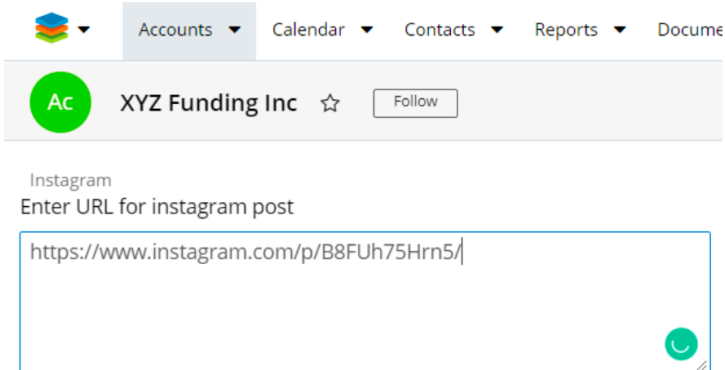 Accounts Calendar Contacts Reports Docume
Ac XYZ Funding Inc Follow
Instagram
Enter URL for instagram post
https://www.instagram.com/p/B8FUh75Hrn5/